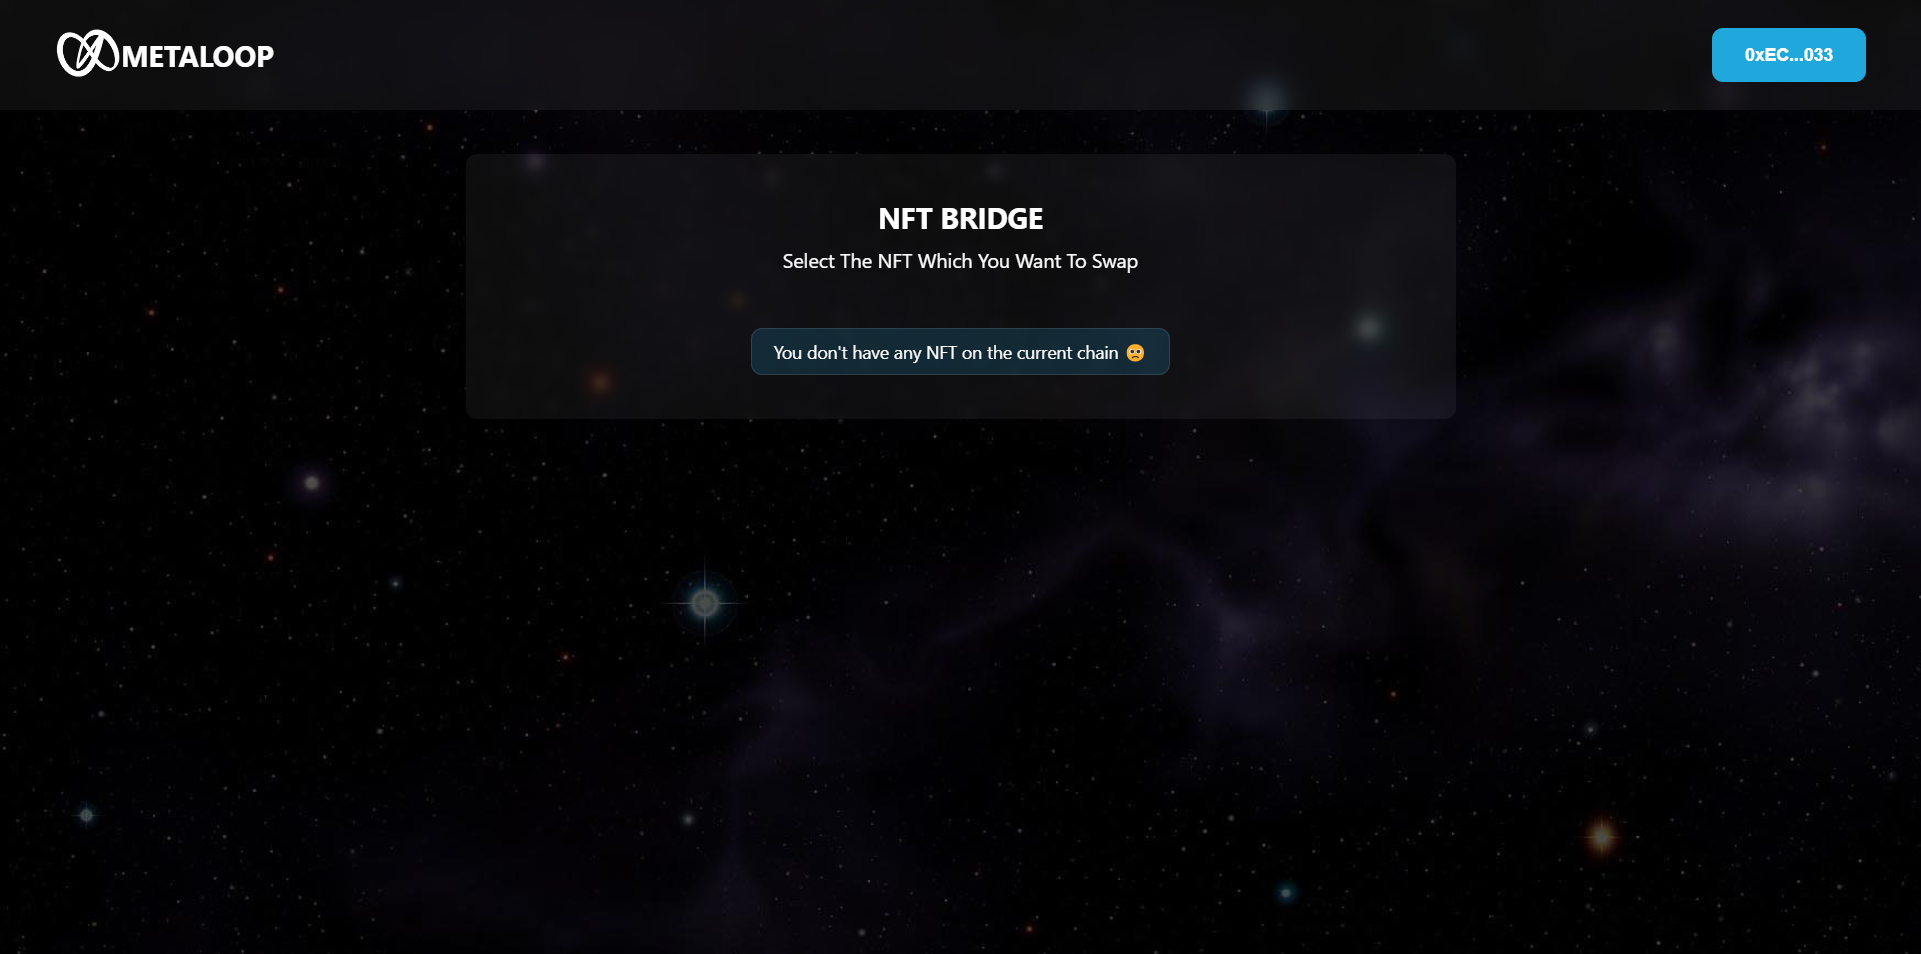 METALOOP
0xEC...033
NFT BRIDGE
Select The NFT Which You Want To Swap
You don't have any NFT on the current chain 🥺